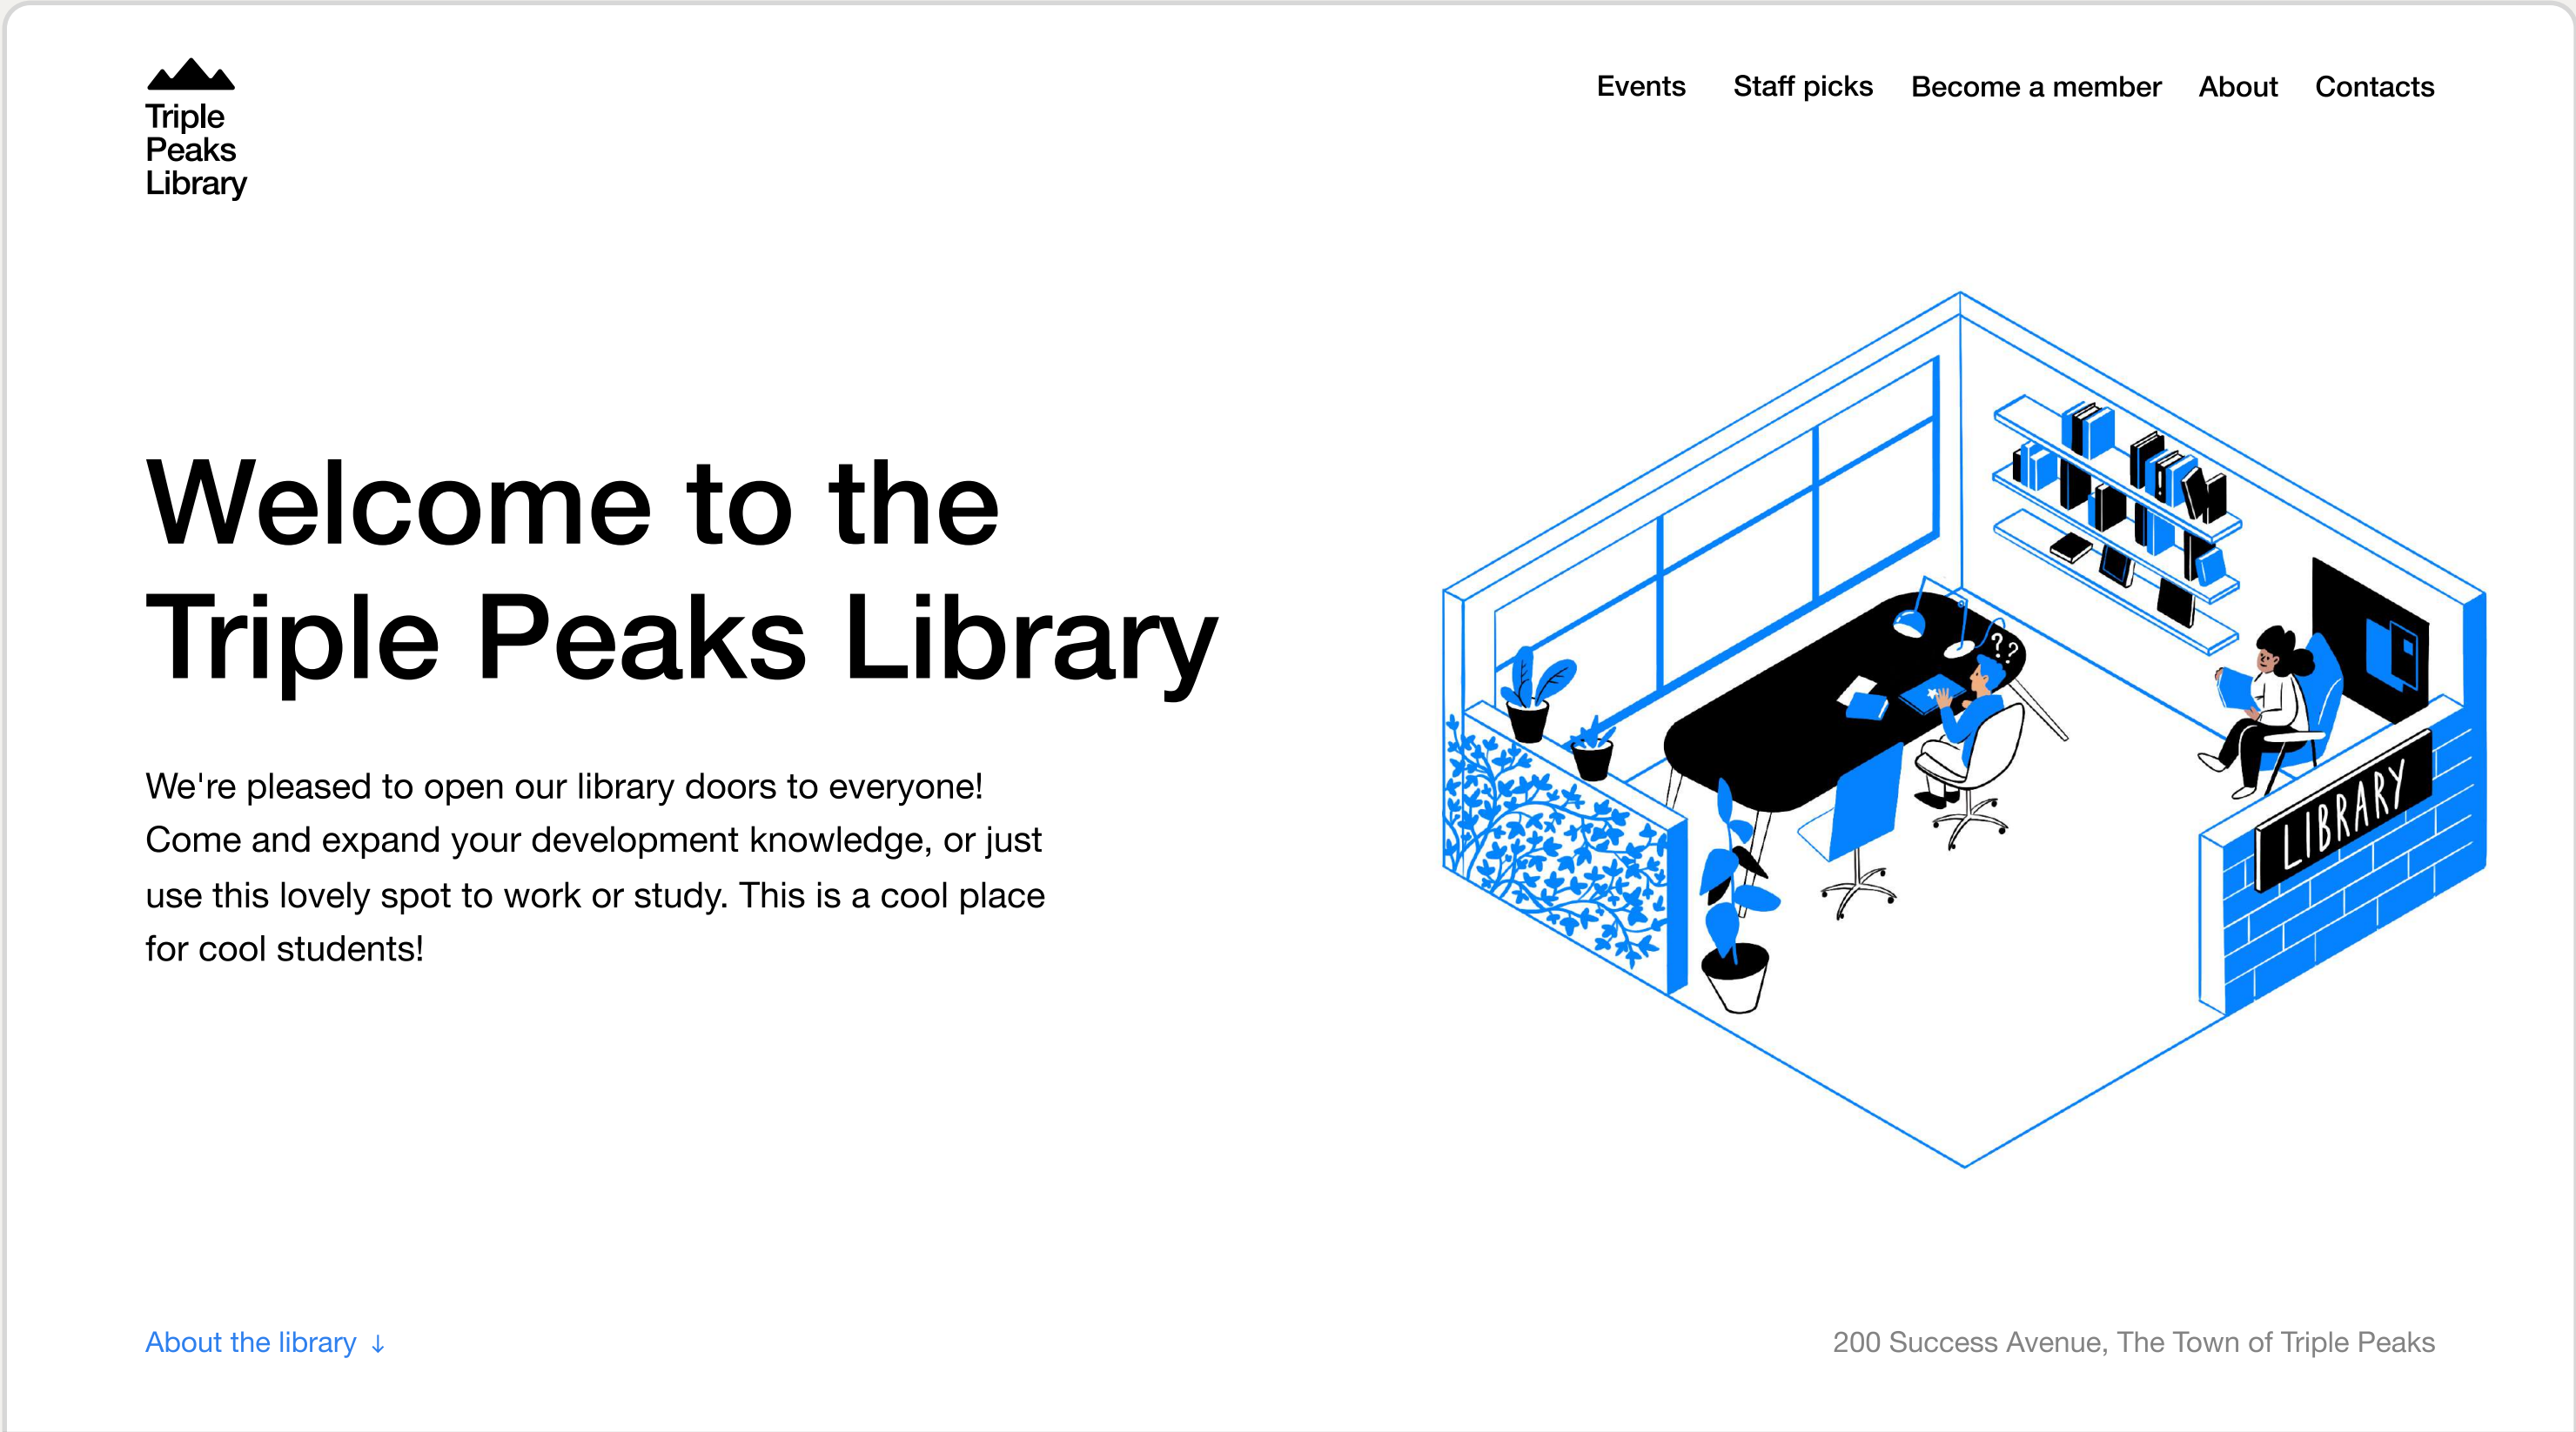 Triple
Peaks
Library
Events Staff picks Become a member About Contacts
Welcome to the
Triple Peaks Library
We're pleased to open our library doors to everyone!
Come and expand your development knowledge, or just
use this lovely spot to work or study. This is a cool place
for cool students!
??
LIBRARY
About the library ↓
200 Success Avenue, The Town of Triple Peaks